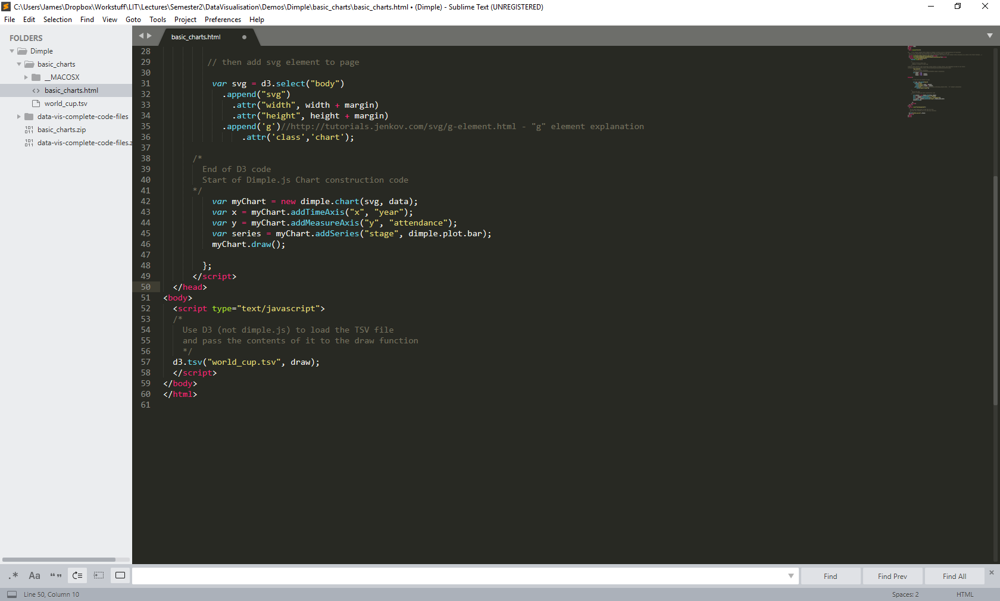 C:\Users\James\Dropbox\Workstuff\LIT\Lectures\Semester2\DataVisualisation\Demos\Dimple\basic_charts\basic_charts.html • (Dimple) - Sublime Text (UNREGISTERED)
File Edit Selection Find View Goto Tools Project Preferences Help
FOLDERS
Dimple
basic_charts
__MACOSX
basic_charts.html
world_cup.tsv
data-vis-complete-code-files
basic_charts.zip
data-vis-complete-code-files.z
basic_charts.html
28
29 // then add svg element to page
30
31 var svg = d3.select("body")
32 .append("svg")
33 .attr("width", width + margin)
34 .attr("height", height + margin)
35 .append('g')//http://tutorials.jenkov.com/svg/g-element.html - "g" element explanation
36 .attr('class','chart');
37
38 /*
39 End of D3 code
40 Start of Dimple.js Chart construction code
41 */
42 var myChart = new dimple.chart(svg, data);
43 var x = myChart.addTimeAxis("x", "year");
44 var y = myChart.addMeasureAxis("y", "attendance");
45 var series = myChart.addSeries("stage", dimple.plot.bar);
46 myChart.draw();
47
48 };
49 </script>
50 </head>
51 <body>
52 <script type="text/javascript">
53 /*
54 Use D3 (not dimple.js) to load the TSV file
55 and pass the contents of it to the draw function
56 */
57 d3.tsv("world_cup.tsv", draw);
58 </script>
59 </body>
60 </html>
61
.* Aa “” Find Find Prev Find All
Line 50, Column 10 Spaces: 2 HTML